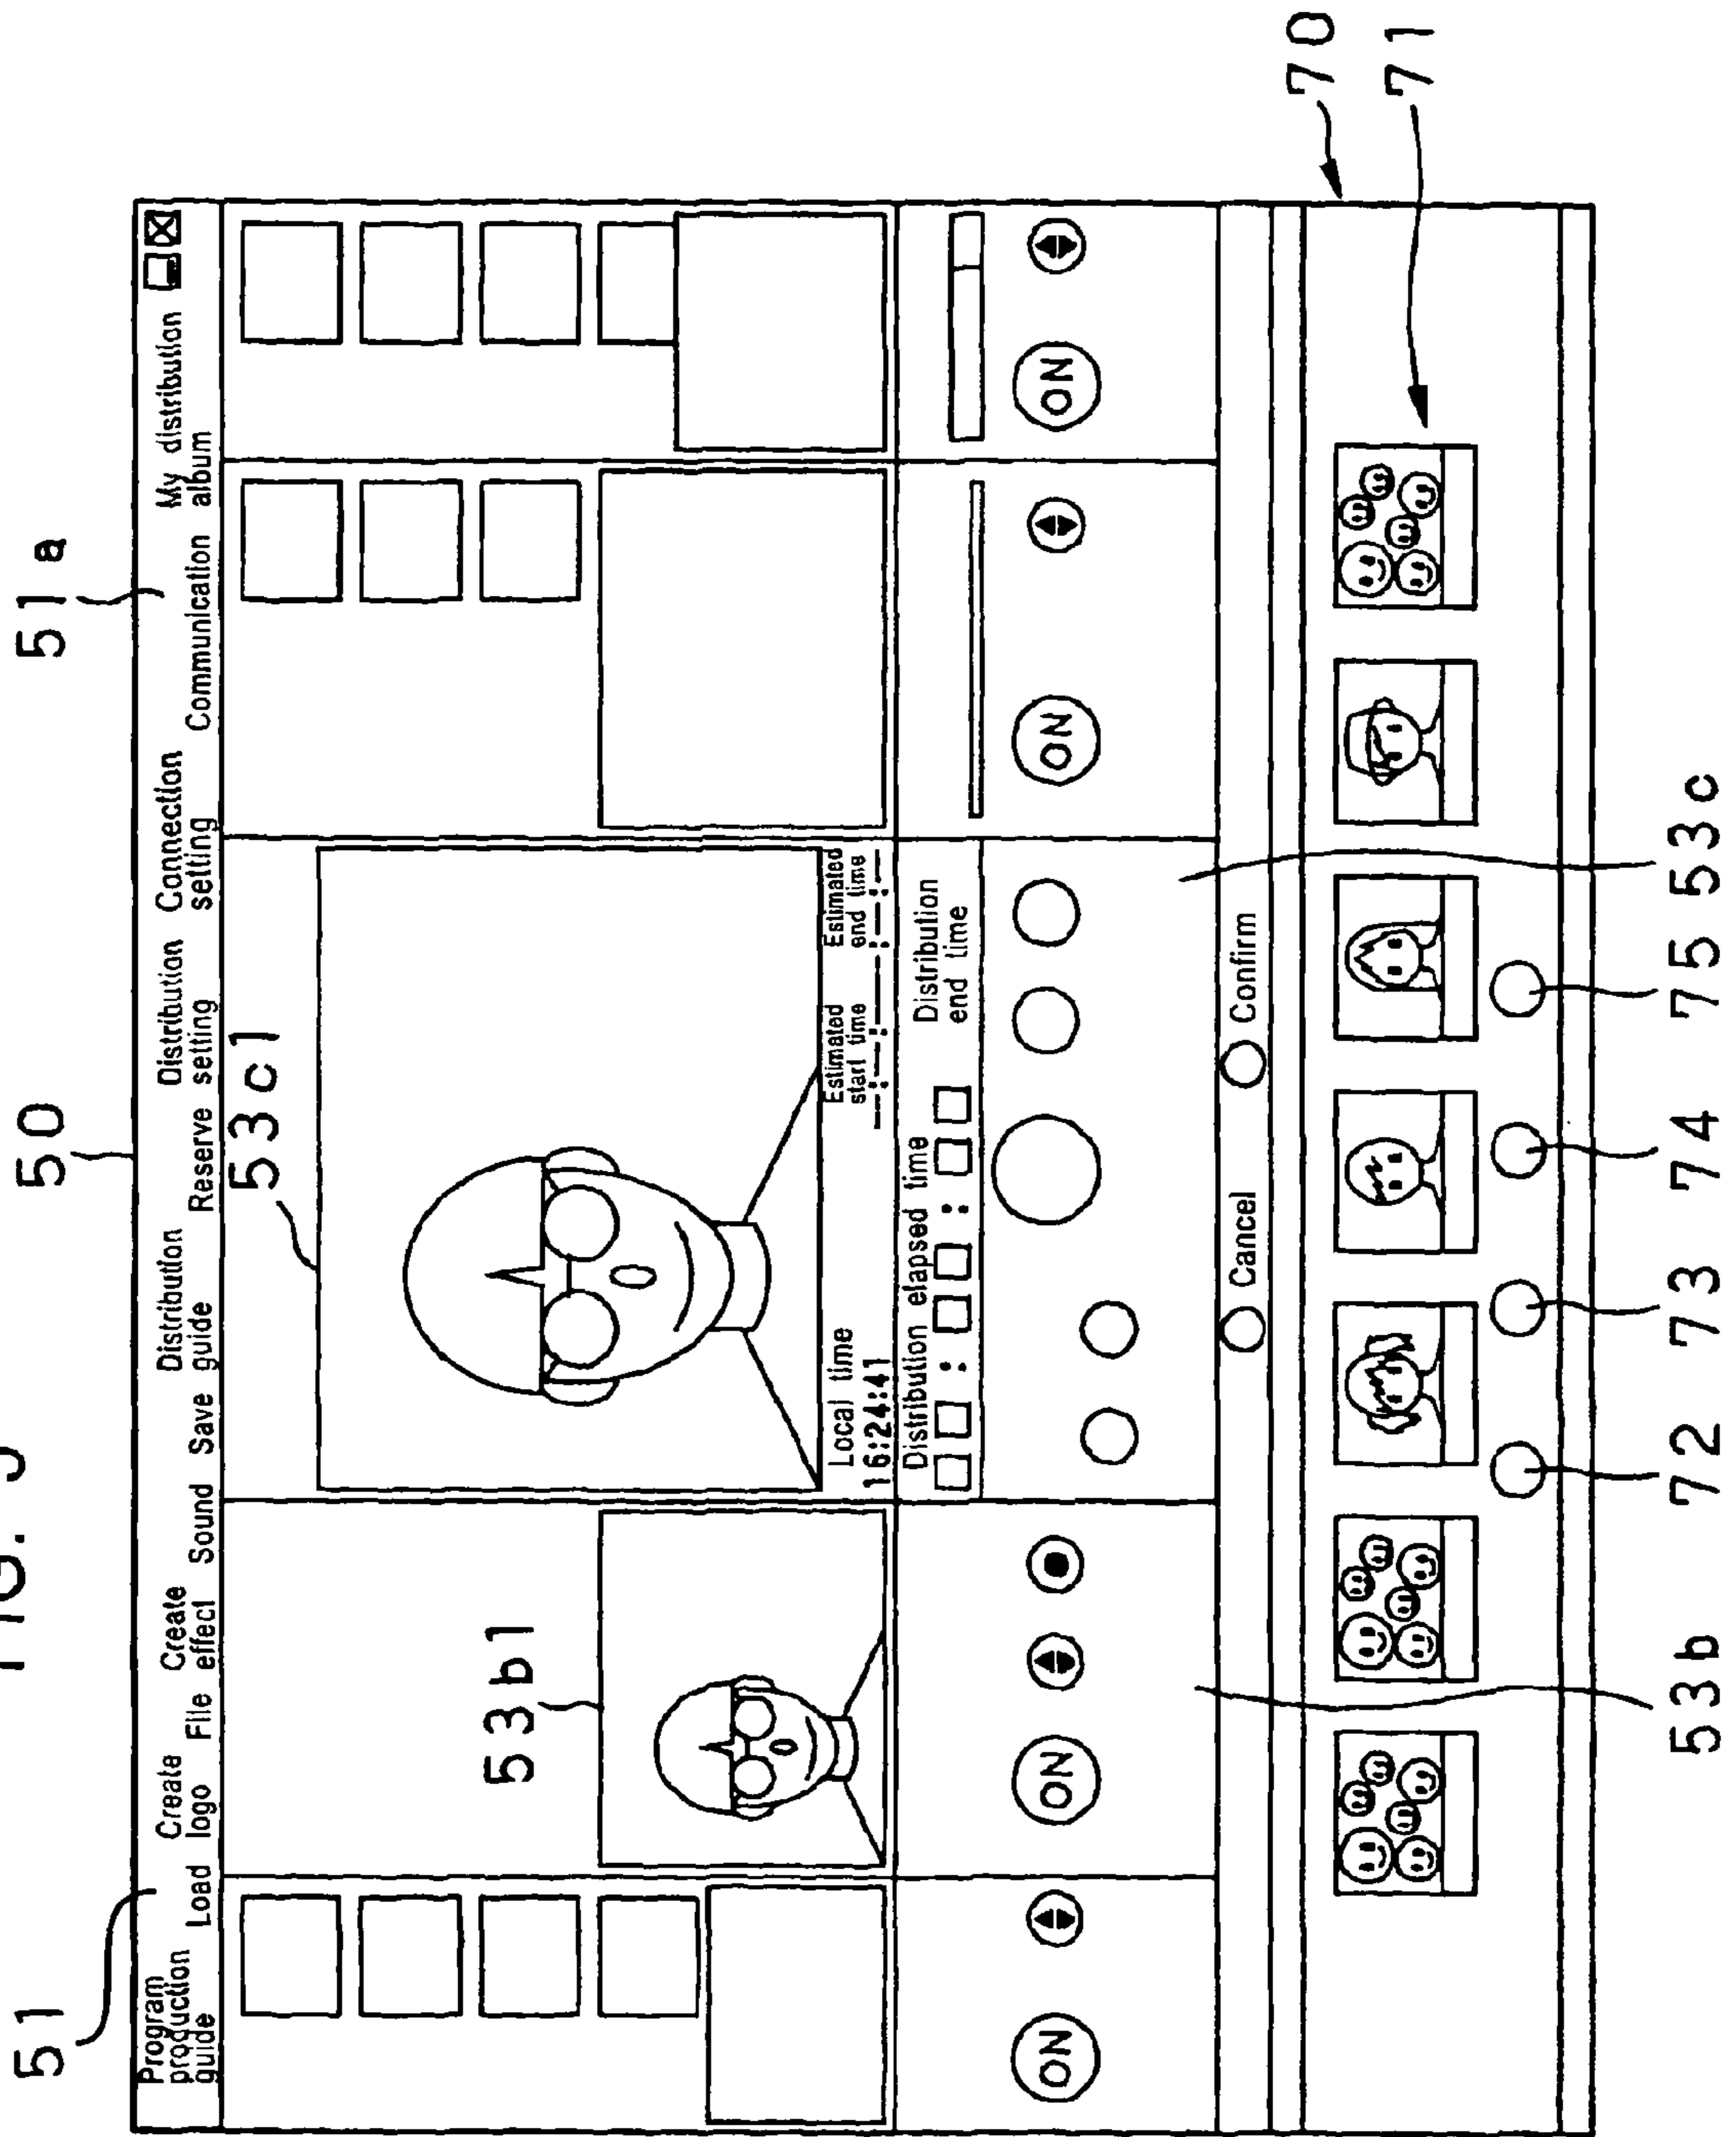 FIG.
50
51
51a
Program
production Create Create Distribution Distribution Connection My distribution
guide Load logo File effect Sound Save guide Reserve setting setting Communication album
53c1
53b1
Local time Estimated start time Estimated end time
16:24:41 --:--:-- --:--:--
Distribution elapsed time Distribution
□□:□□:□□ end time
ON ON ON ON
Cancel Confirm
70
71
53b 72 73 74 75 53c